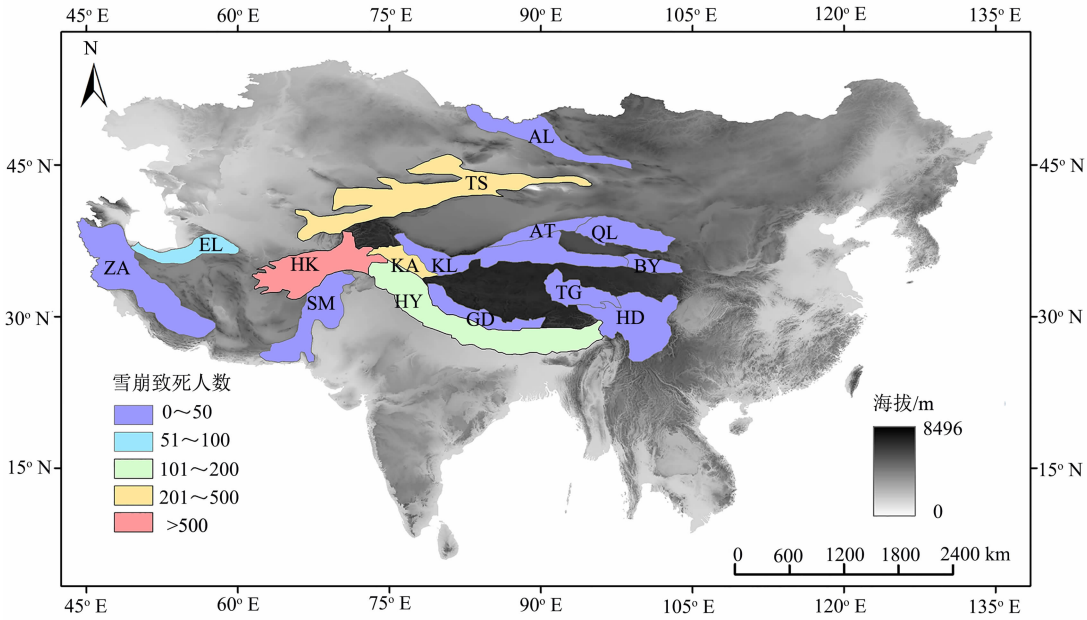 45° E 60° E 75° E 90° E 105° E 120° E 135° E
N
AL
45° N 45° N
TS
AT QL
EL
ZA HK KA KL BY
SM HY TG
30° N GD HD 30° N
雪崩致死人数
0～50
51～100
101～200
201～500
>500
海拔/m
8496
0
15° N 15° N
0 600 1200 1800 2400 km
45° E 60° E 75° E 90° E 105° E 120° E 135° E